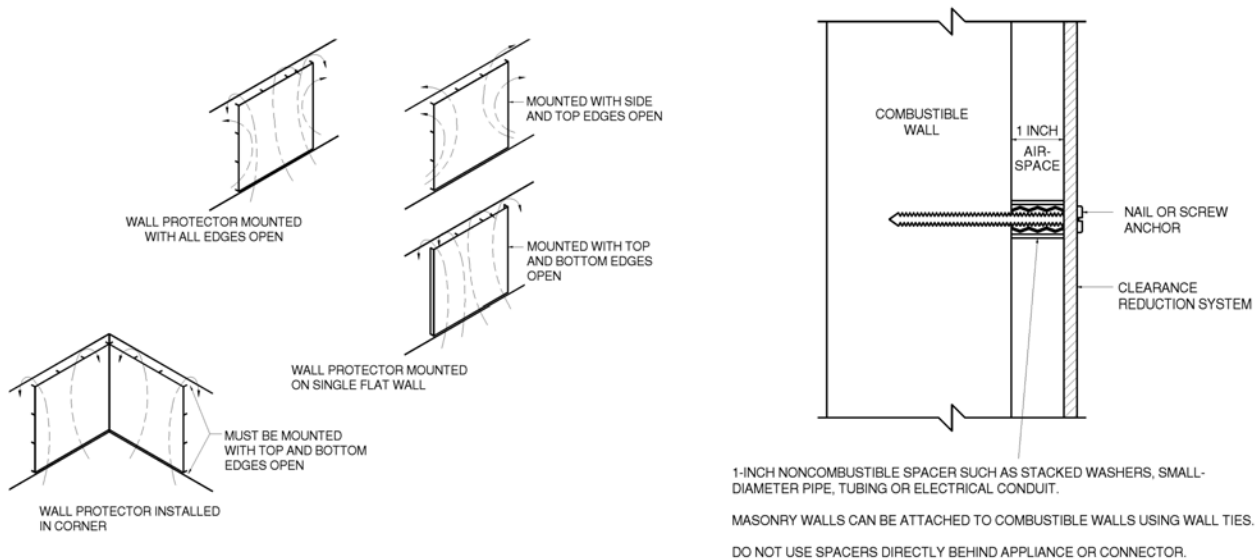 MOUNTED WITH SIDE
AND TOP EDGES OPEN
WALL PROTECTOR MOUNTED
WITH ALL EDGES OPEN
MOUNTED WITH TOP
AND BOTTOM EDGES
OPEN
WALL PROTECTOR MOUNTED
ON SINGLE FLAT WALL
MUST BE MOUNTED
WITH TOP AND BOTTOM
EDGES OPEN
WALL PROTECTOR INSTALLED
IN CORNER
COMBUSTIBLE
WALL
1 INCH
AIR-
SPACE
NAIL OR SCREW
ANCHOR
CLEARANCE
REDUCTION SYSTEM
1-INCH NONCOMBUSTIBLE SPACER SUCH AS STACKED WASHERS, SMALL-
DIAMETER PIPE, TUBING OR ELECTRICAL CONDUIT.
MASONRY WALLS CAN BE ATTACHED TO COMBUSTIBLE WALLS USING WALL TIES.
DO NOT USE SPACERS DIRECTLY BEHIND APPLIANCE OR CONNECTOR.